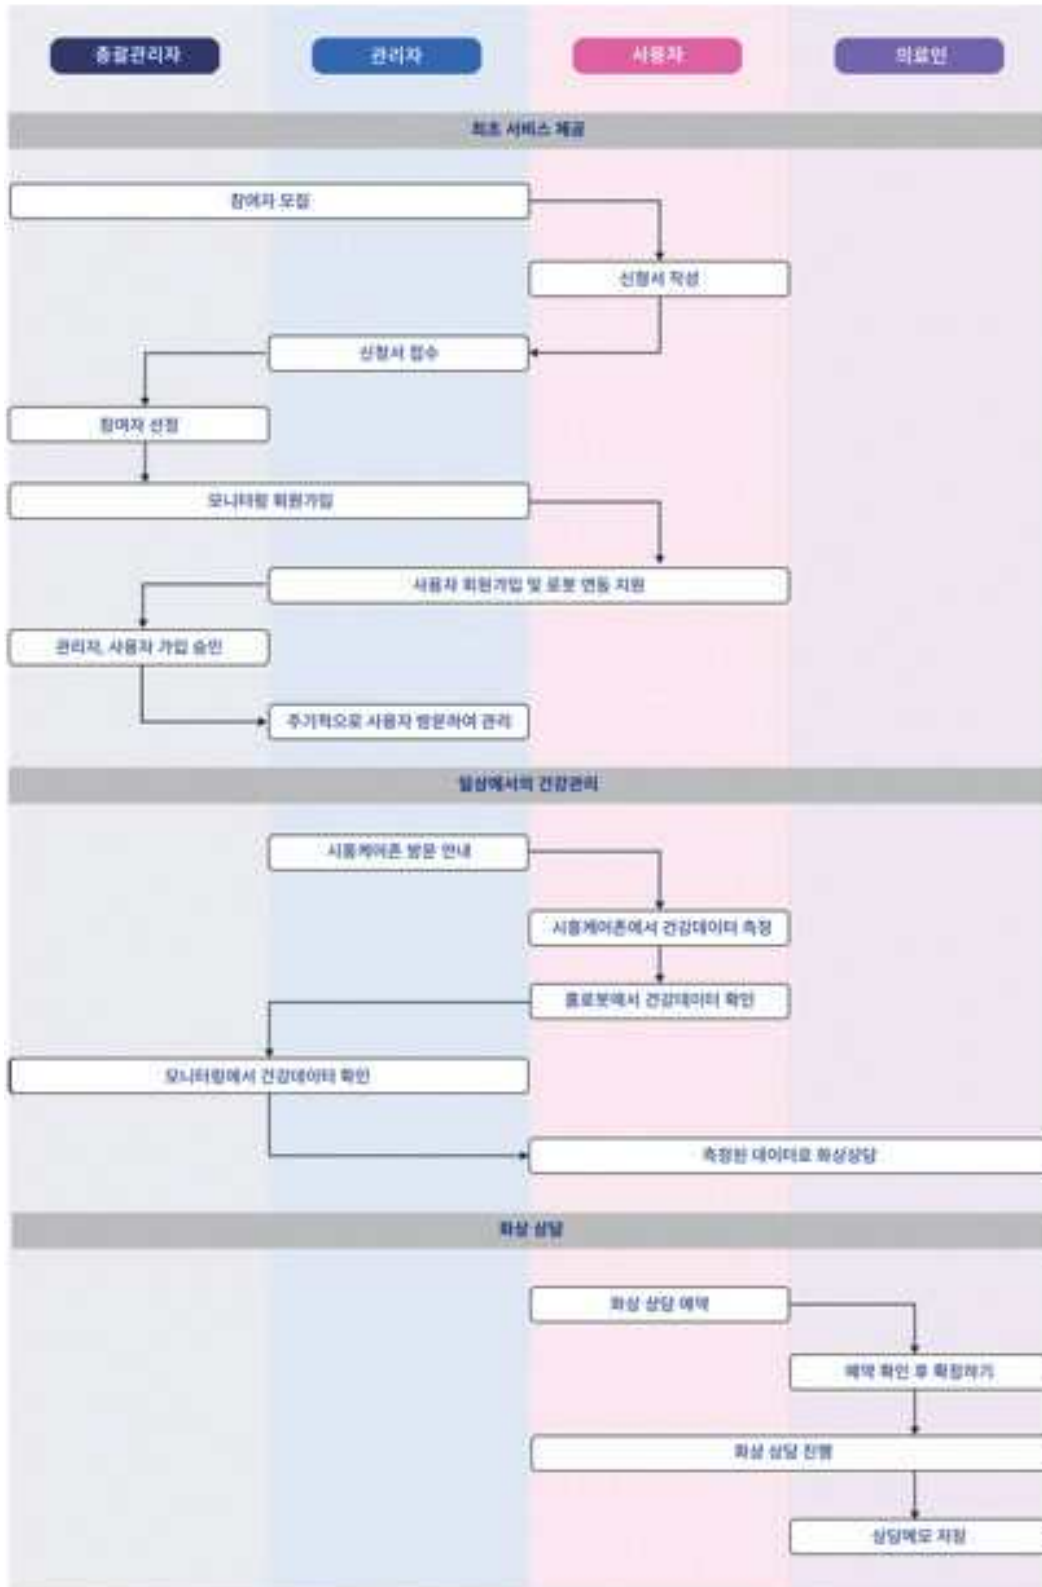 총괄관리자
관리자
사용자
의료인
최초 서비스 제공
참여자 모집
신청서 작성
신청서 접수
참여자 선정
모니터링 회원가입
사용자 회원가입 및 로봇 연동 지원
관리자, 사용자 가입 승인
주기적으로 사용자 방문하여 관리
일상에서의 건강관리
시흥케어존 방문 안내
시흥케어존에서 건강데이터 측정
홈로봇에서 건강데이터 확인
모니터링에서 건강데이터 확인
측정된 데이터로 화상상담
화상 상담
화상 상담 예약
예약 확인 후 확정하기
화상 상담 진행
상담메모 저장